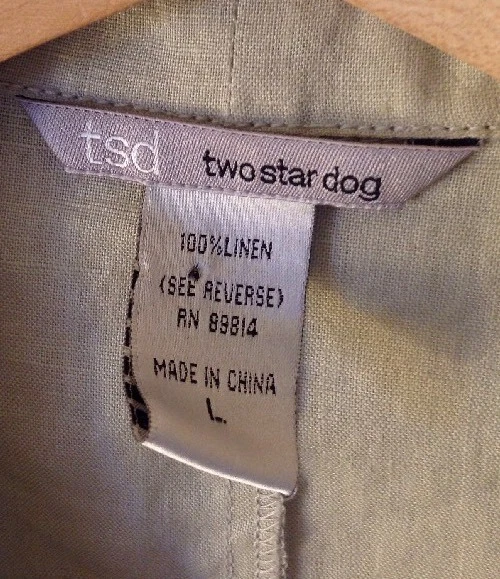 tsd two star dog
100% LINEN
(SEE REVERSE)
RN 89814
MADE IN CHINA
L